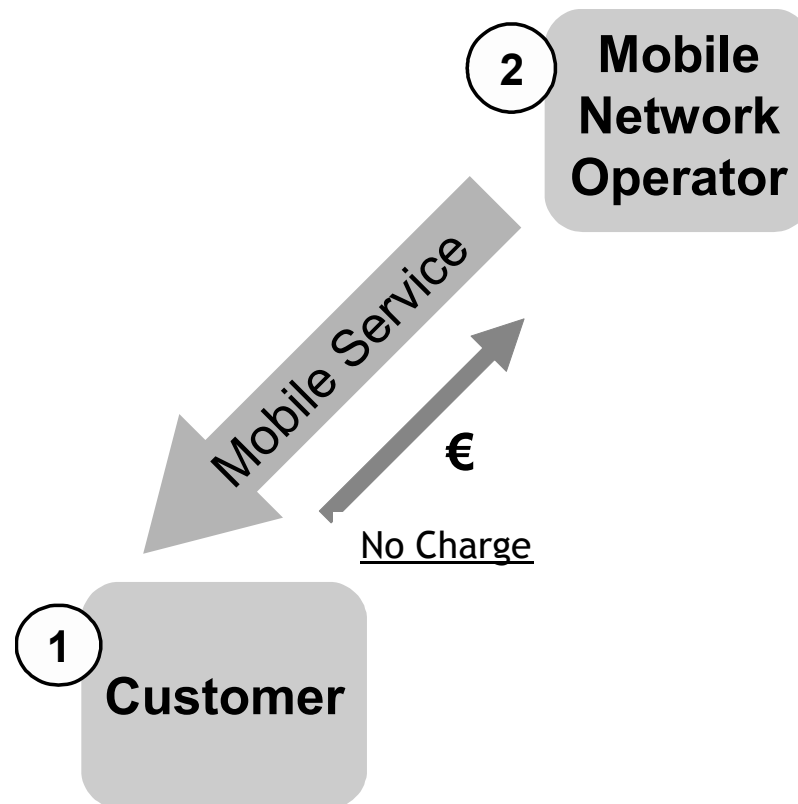 2
Mobile
Network
Operator
Mobile Service
€
No Charge
1
Customer